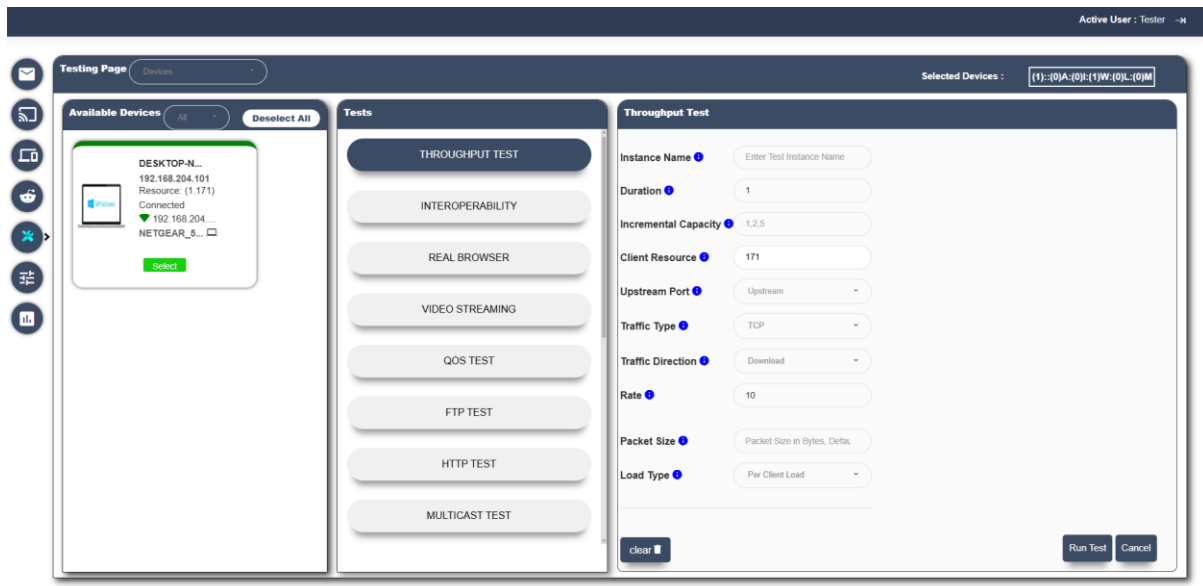 Active User : Tester
Testing Page
Devices
Selected Devices :
(1)::(0)A:(0)I:(1)W:(0)L:(0)M
Available Devices
All
Deselect All
DESKTOP-N...
192.168.204.101
Resource: (1.171)
Connected
192.168.204....
NETGEAR_5...
Windows
Select
Tests
THROUGHPUT TEST
INTEROPERABILITY
REAL BROWSER
VIDEO STREAMING
QOS TEST
FTP TEST
HTTP TEST
MULTICAST TEST
Throughput Test
Instance Name
Enter Test Instance Name
Duration
1
Incremental Capacity
1,2,5
Client Resource
171
Upstream Port
Upstream
Traffic Type
TCP
Traffic Direction
Download
Rate
10
Packet Size
Packet Size in Bytes, Defau
Load Type
Per Client Load
clear
Run Test
Cancel